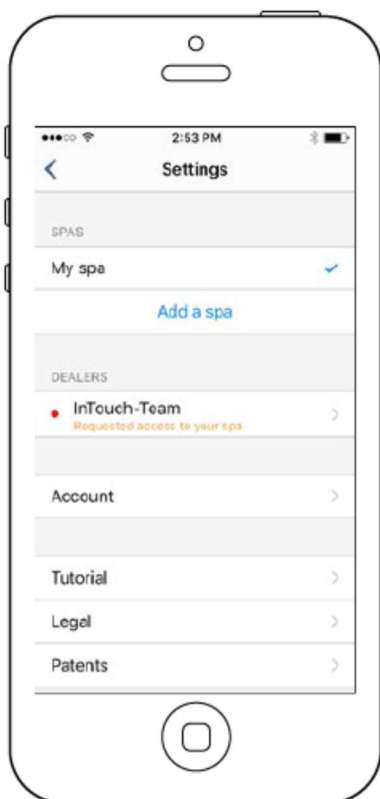 2:53 PM
Settings
SPAS
My spa
Add a spa
DEALERS
InTouch-Team
Requested access to your spa
Account
Tutorial
Legal
Patents